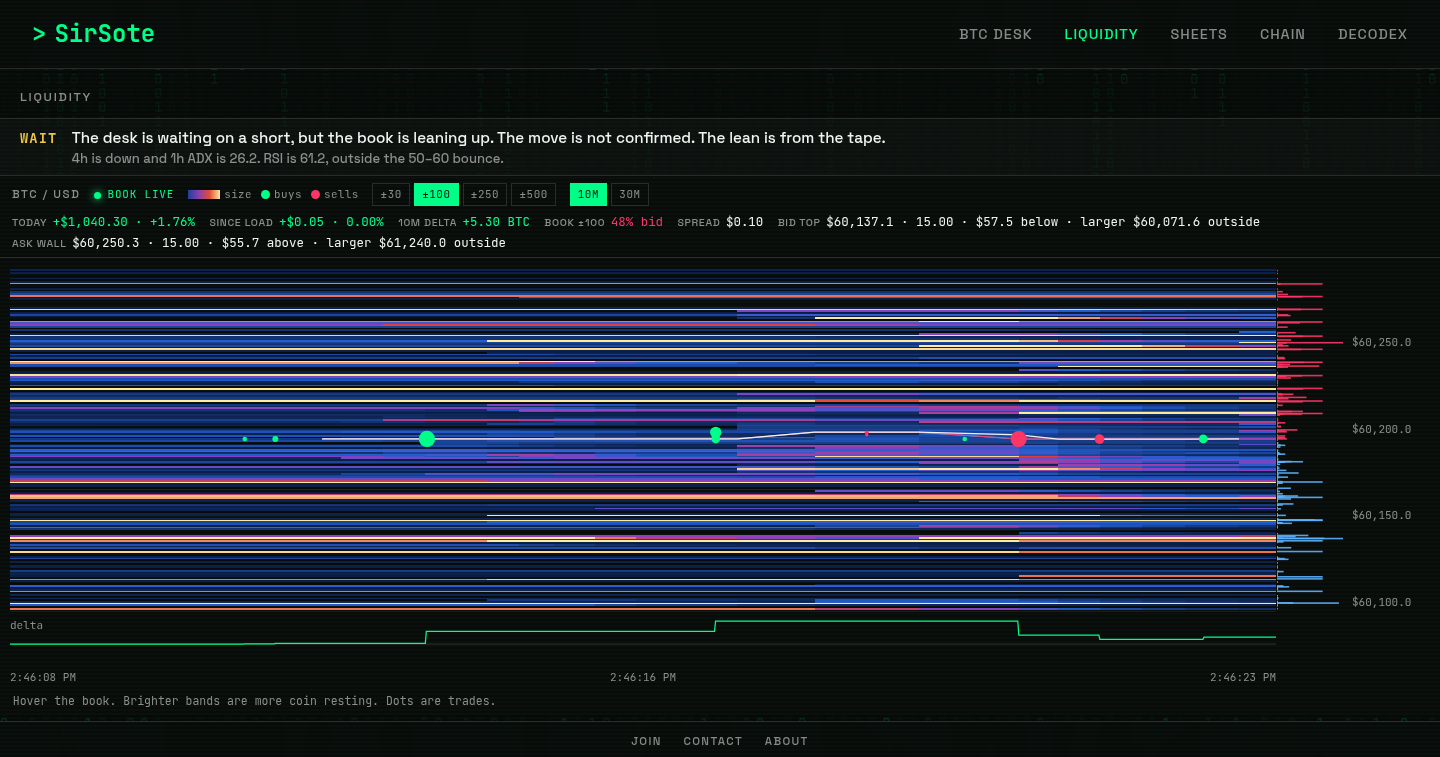 > SirSote
BTC DESK LIQUIDITY SHEETS CHAIN DECODEX
LIQUIDITY
WAIT The desk is waiting on a short, but the book is leaning up. The move is not confirmed. The lean is from the tape.
4h is down and 1h ADX is 26.2. RSI is 61.2, outside the 50–60 bounce.
BTC / USD BOOK LIVE size buys sells ±30 ±100 ±250 ±500 10M 30M
TODAY +$1,040.30 · +1.76% SINCE LOAD +$0.05 · 0.00% 10M DELTA +5.30 BTC BOOK ±100 48% bid SPREAD $0.10 BID TOP $60,137.1 · 15.00 · $57.5 below · larger $60,071.6 outside
ASK WALL $60,250.3 · 15.00 · $55.7 above · larger $61,240.0 outside
$60,250.0
$60,200.0
$60,150.0
$60,100.0
delta
2:46:08 PM 2:46:16 PM 2:46:23 PM
Hover the book. Brighter bands are more coin resting. Dots are trades.
JOIN CONTACT ABOUT